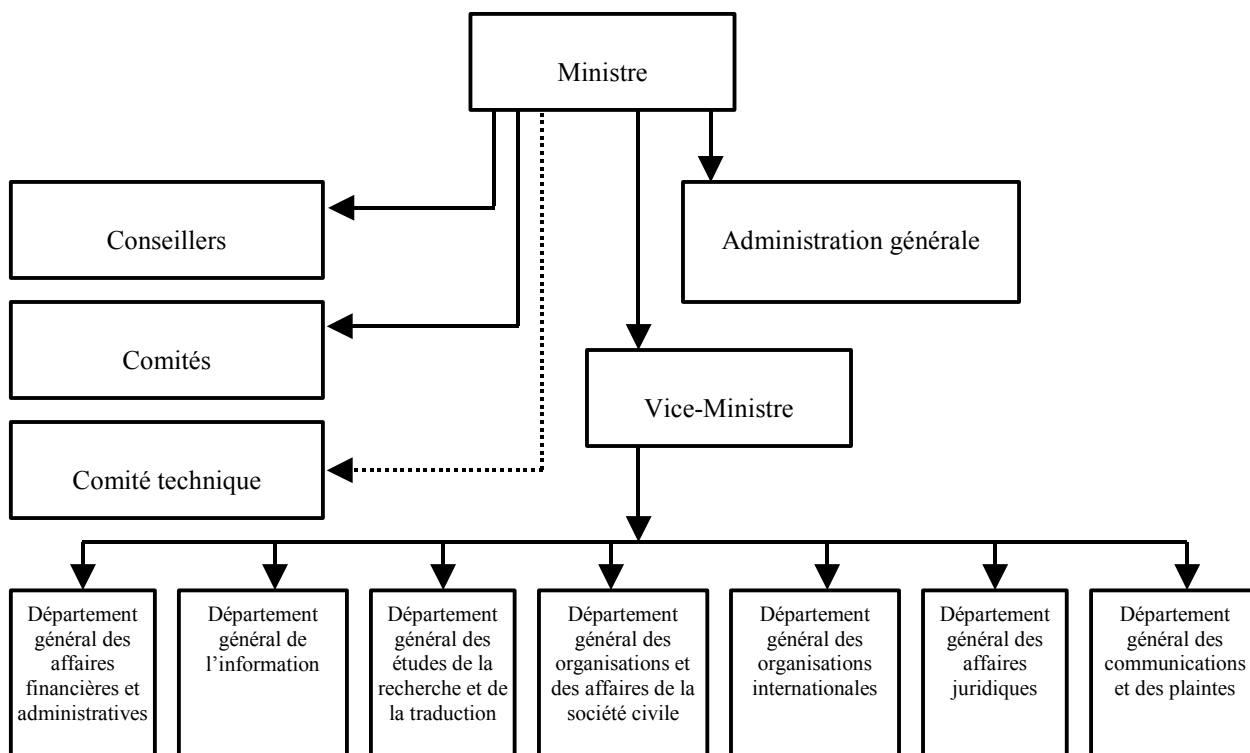 Ministre
Conseillers
Administration générale
Comités
Vice-Ministre
Comité technique
Département
général des
affaires
financières et
administratives
Département
général de
l’information
Département
général des
études de la
recherche et de
la traduction
Département
général des
organisations et
des affaires de la
société civile
Département
général des
organisations
internationales
Département
général des
affaires
juridiques
Département
général des
communications
et des plaintes